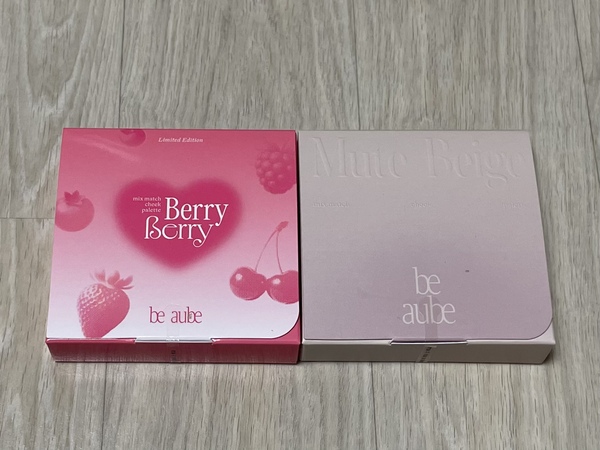 Limited Edition
mix match
cheek
palette
Berry
Berry
be aube
Mute Beige
be
aube